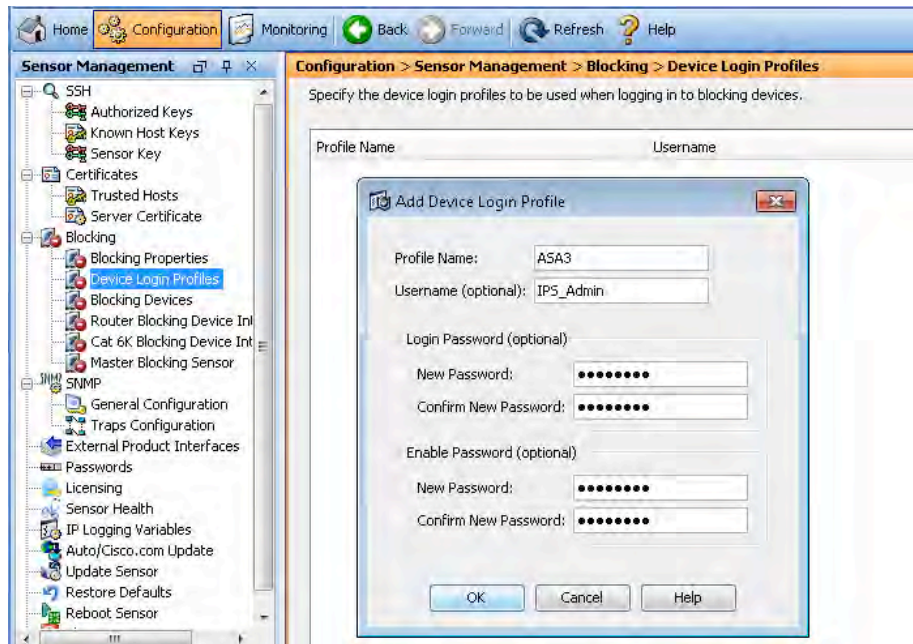 Home Configuration Monitoring Back Forward Refresh Help
Sensor Management
SSH
Authorized Keys
Known Host Keys
Sensor Key
Certificates
Trusted Hosts
Server Certificate
Blocking
Blocking Properties
Device Login Profiles
Blocking Devices
Router Blocking Device Int
Cat 6K Blocking Device Int
Master Blocking Sensor
SNMP
General Configuration
Traps Configuration
External Product Interfaces
Passwords
Licensing
Sensor Health
IP Logging Variables
Auto/Cisco.com Update
Update Sensor
Restore Defaults
Reboot Sensor
Configuration > Sensor Management > Blocking > Device Login Profiles
Specify the device login profiles to be used when logging in to blocking devices.
Profile Name Username
Add Device Login Profile
Profile Name: ASA3
Username (optional): IPS_Admin
Login Password (optional)
New Password: ●●●●●●●●
Confirm New Password: ●●●●●●●●
Enable Password (optional)
New Password: ●●●●●●●●
Confirm New Password: ●●●●●●●●
OK Cancel Help